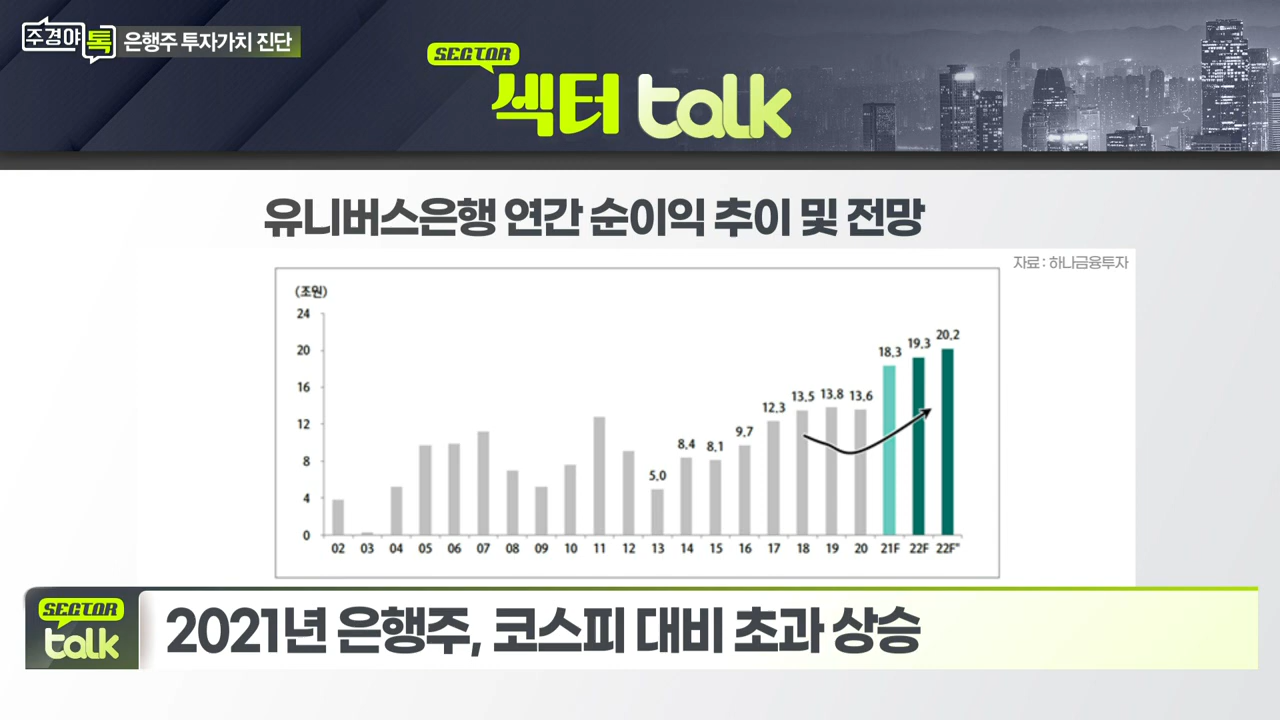 주경야톡 은행주 투자가치 진단
SECTOR
섹터 talk
유니버스은행 연간 순이익 추이 및 전망
자료 : 하나금융투자
(조원)
24
20
16
12
8
4
0
5.0
8.4
8.1
9.7
12.3
13.5
13.8
13.6
18.3
19.3
20.2
02 03 04 05 06 07 08 09 10 11 12 13 14 15 16 17 18 19 20 21F 22F 22F"
SECTOR
talk
2021년 은행주, 코스피 대비 초과 상승